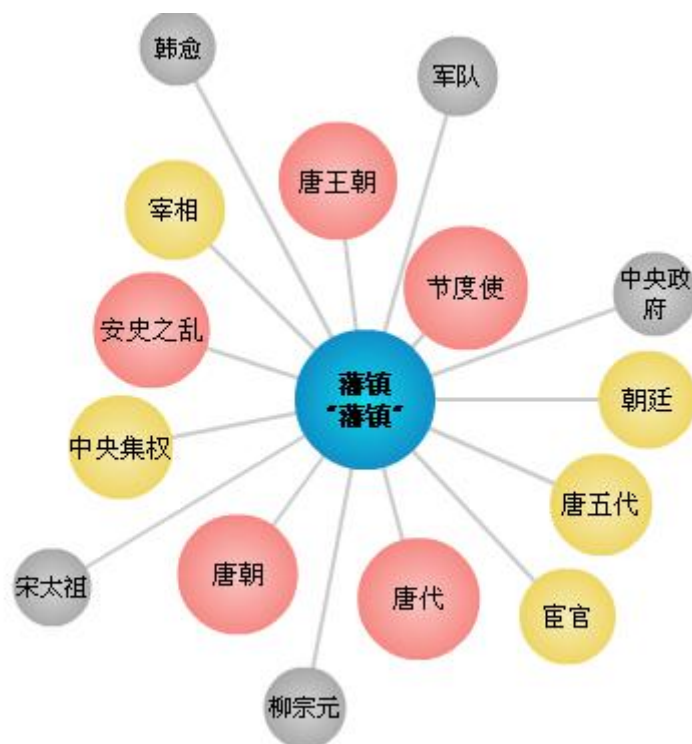 韩愈
军队
唐王朝
宰相
节度使
中央政
府
安史之乱
藩镇
"藩镇"
朝廷
中央集权
唐五代
唐朝
宋太祖
唐代
宦官
柳宗元